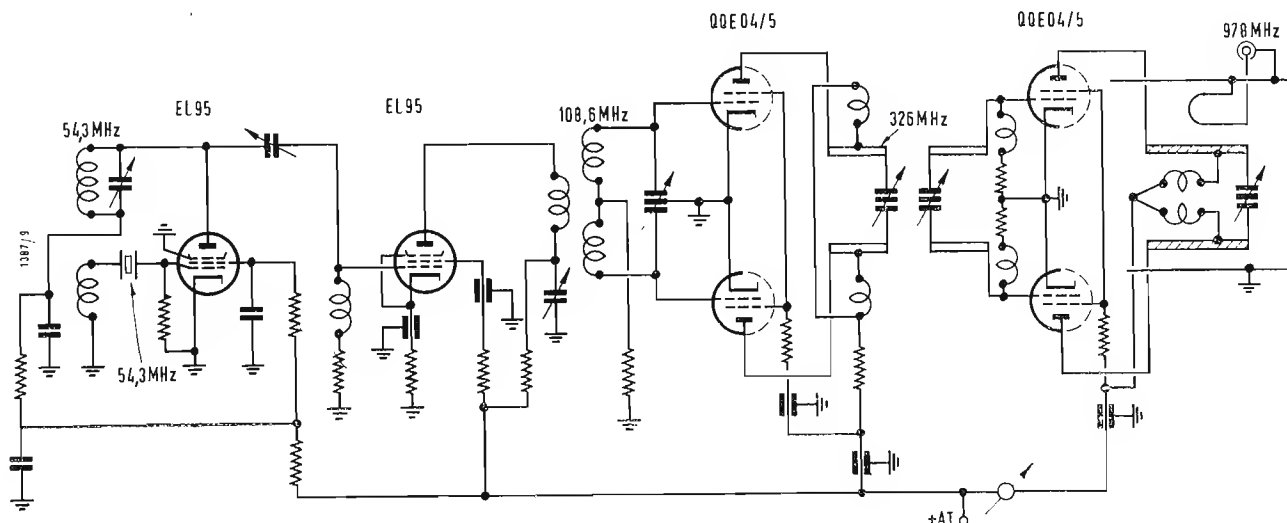 QQE04/5
QQE04/5
978MHz
EL95
EL95
54,3MHz
108,6MHz
326MHz
1387/9
54,3MHz
+AT